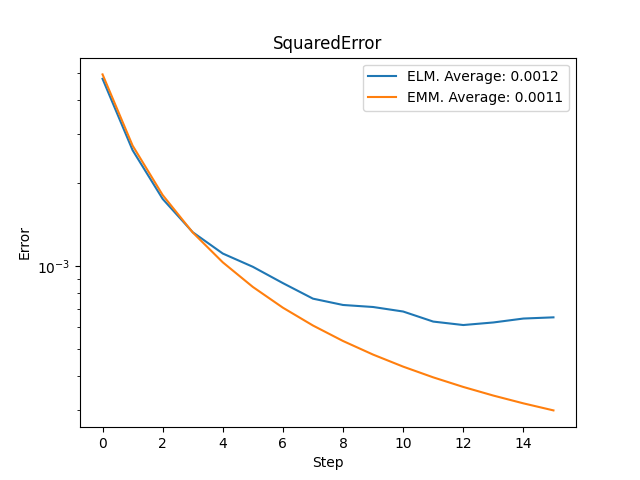 SquaredError
ELM. Average: 0.0012
EMM. Average: 0.0011
Error
10⁻³
0 2 4 6 8 10 12 14
Step